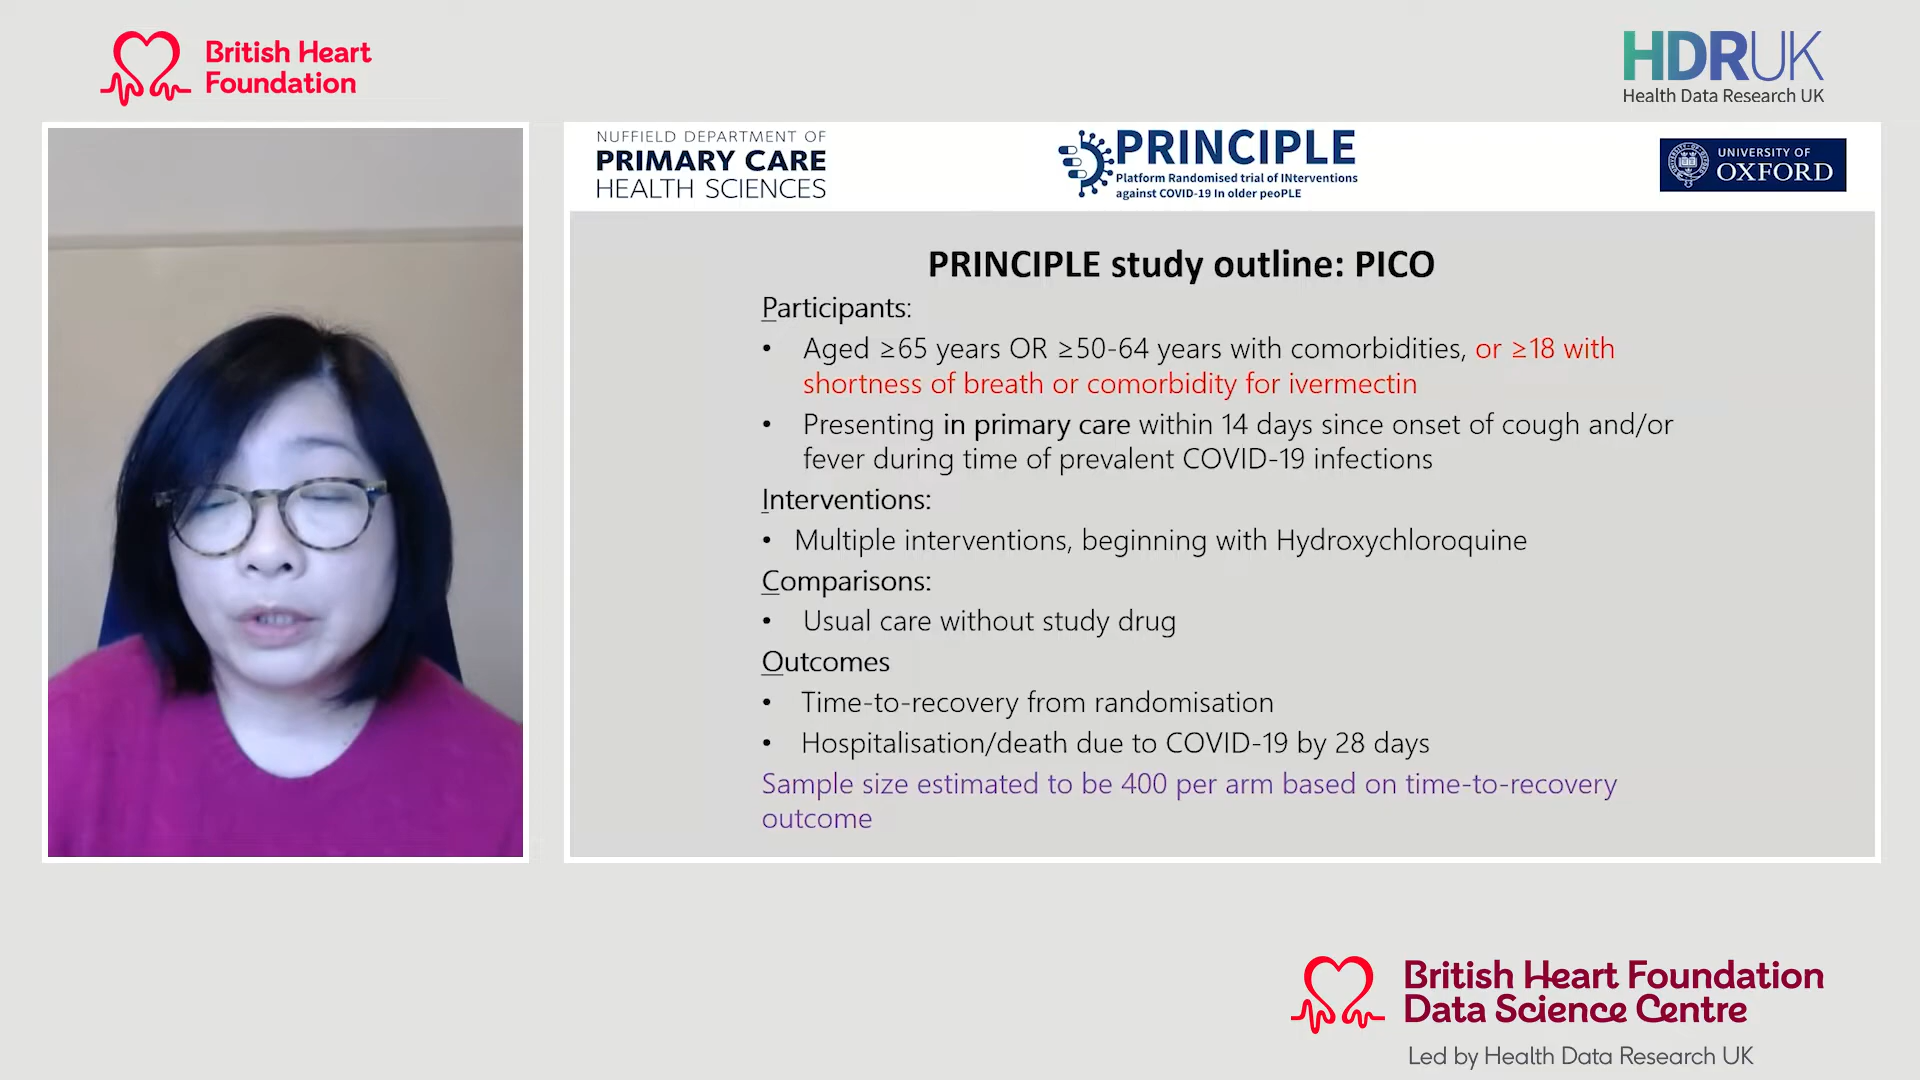 British Heart
Foundation
HDRUK
Health Data Research UK
NUFFIELD DEPARTMENT OF
PRIMARY CARE
HEALTH SCIENCES
PRINCIPLE
Platform Randomised trial of INterventions
against COVID-19 In older peoPLE
UNIVERSITY OF
OXFORD
PRINCIPLE study outline: PICO
Participants:
• Aged ≥65 years OR ≥50-64 years with comorbidities, or ≥18 with
shortness of breath or comorbidity for ivermectin
• Presenting in primary care within 14 days since onset of cough and/or
fever during time of prevalent COVID-19 infections
Interventions:
• Multiple interventions, beginning with Hydroxychloroquine
Comparisons:
• Usual care without study drug
Outcomes
• Time-to-recovery from randomisation
• Hospitalisation/death due to COVID-19 by 28 days
Sample size estimated to be 400 per arm based on time-to-recovery
outcome
British Heart Foundation
Data Science Centre
Led by Health Data Research UK